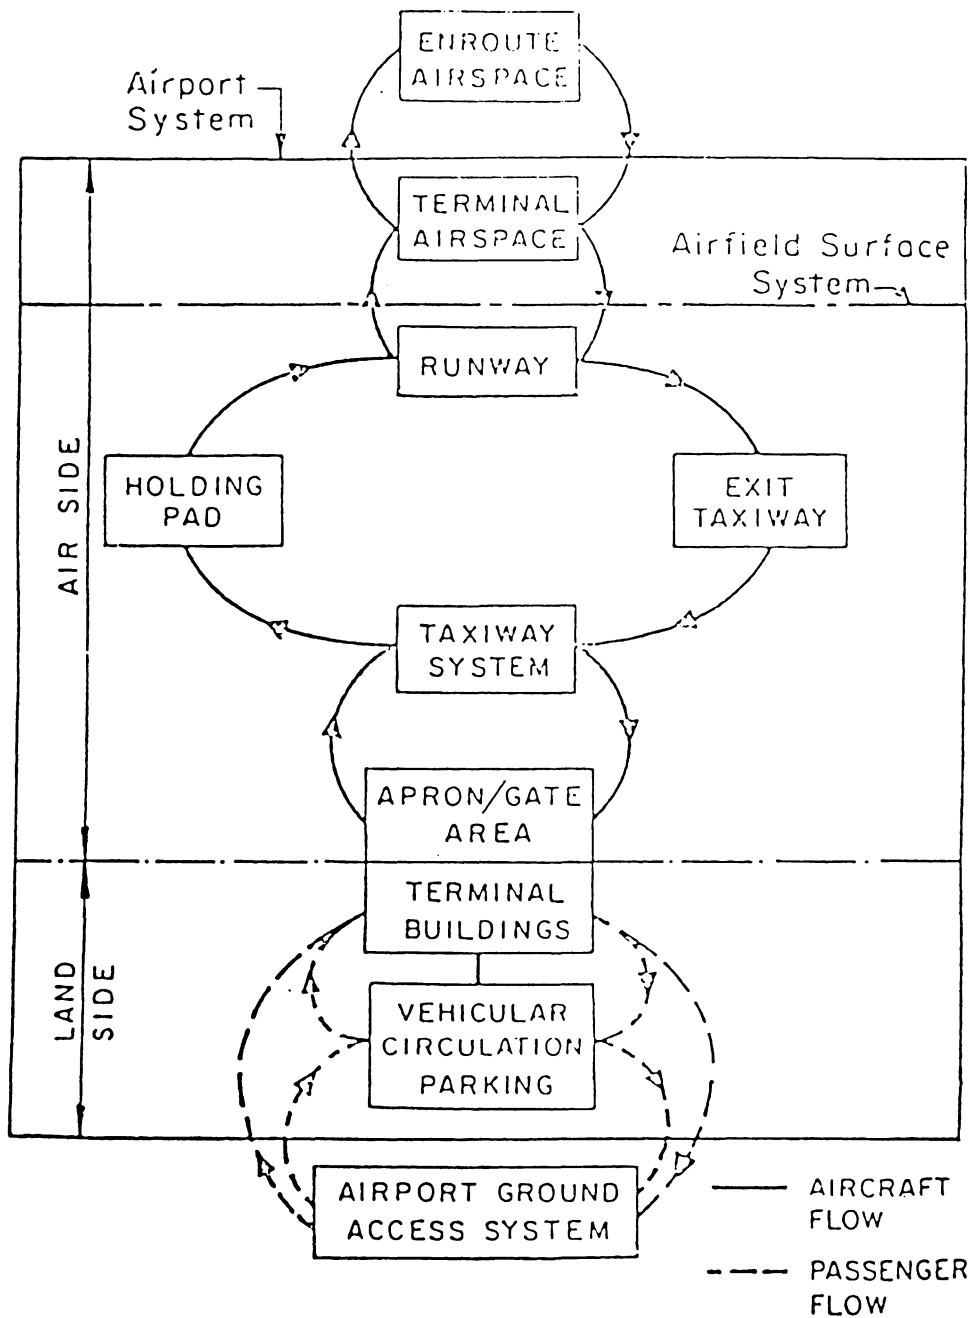 ENROUTE
AIRSPACE
Airport
System
TERMINAL
AIRSPACE
Airfield Surface
System
RUNWAY
AIR SIDE
HOLDING
PAD
EXIT
TAXIWAY
TAXIWAY
SYSTEM
APRON/GATE
AREA
TERMINAL
BUILDINGS
LAND
SIDE
VEHICULAR
CIRCULATION
PARKING
AIRPORT GROUND
ACCESS SYSTEM
AIRCRAFT
FLOW
PASSENGER
FLOW